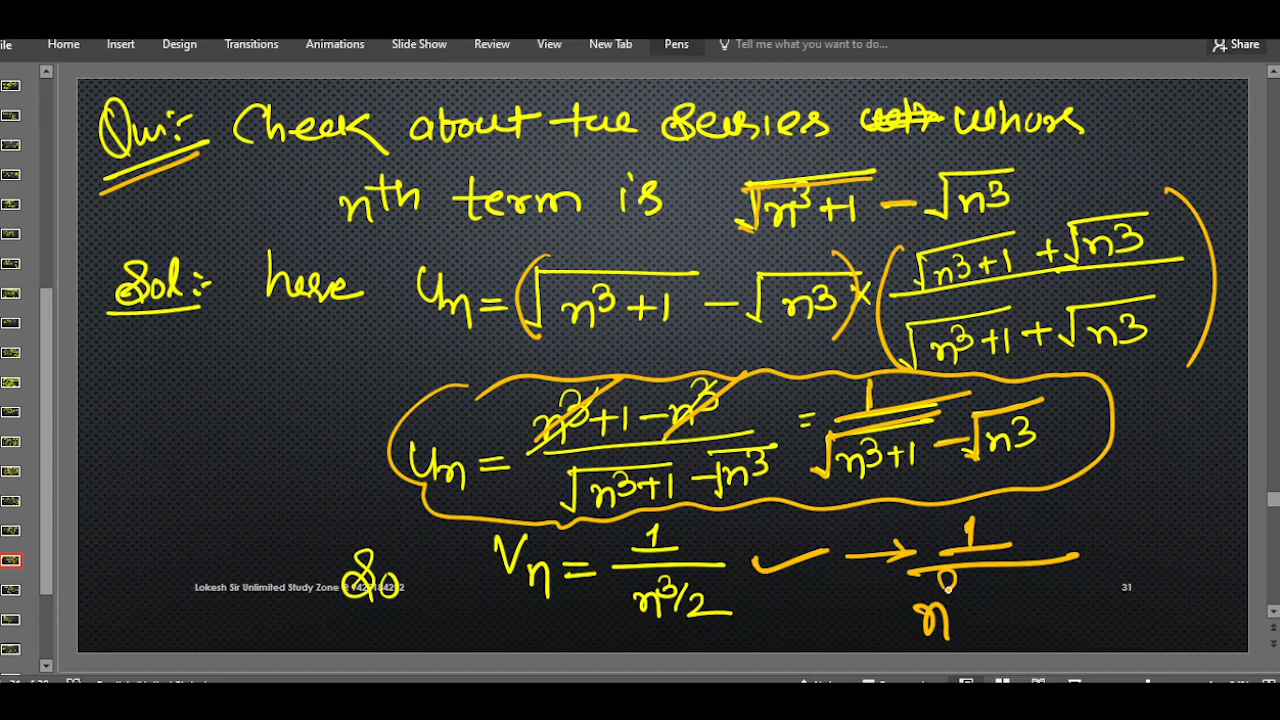 File Home Insert Design Transitions Animations Slide Show Review View New Tab Pens Tell me what you want to do... Share
Qu:- Check about the Series whose
nth term is √n³+1 - √n³
Sol:- here Un = (√n³+1 - √n³) × (√n³+1 + √n³ / √n³+1 + √n³)
Un = n³+1-n³ / √n³+1 - √n³ = 1 / √n³+1 - √n³
So Vn = 1 / n³/2 ✓ → 1 / n
Lokesh Sir Unlimited Study Zone @ 31